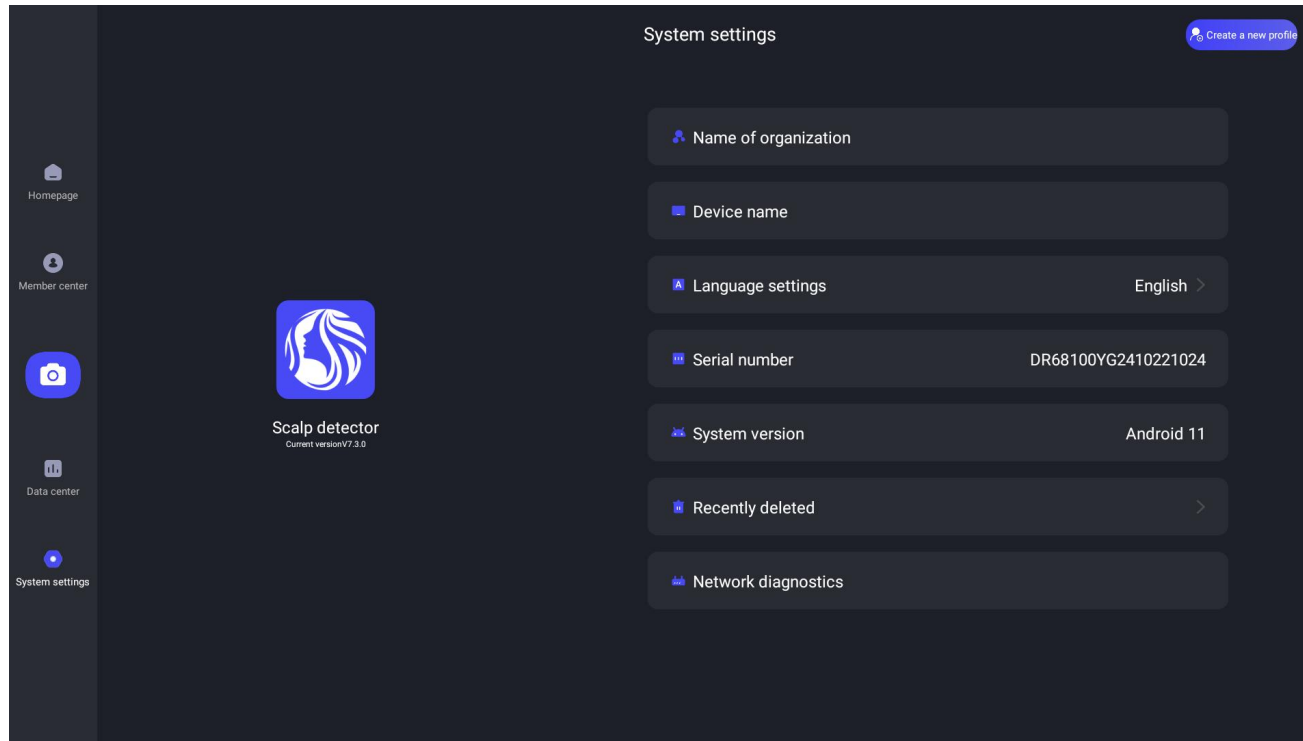 System settings
Create a new profile
Homepage
Member center
Data center
System settings
Scalp detector
Current versionV7.3.0
Name of organization
Device name
Language settings English
Serial number DR68100YG2410221024
System version Android 11
Recently deleted
Network diagnostics